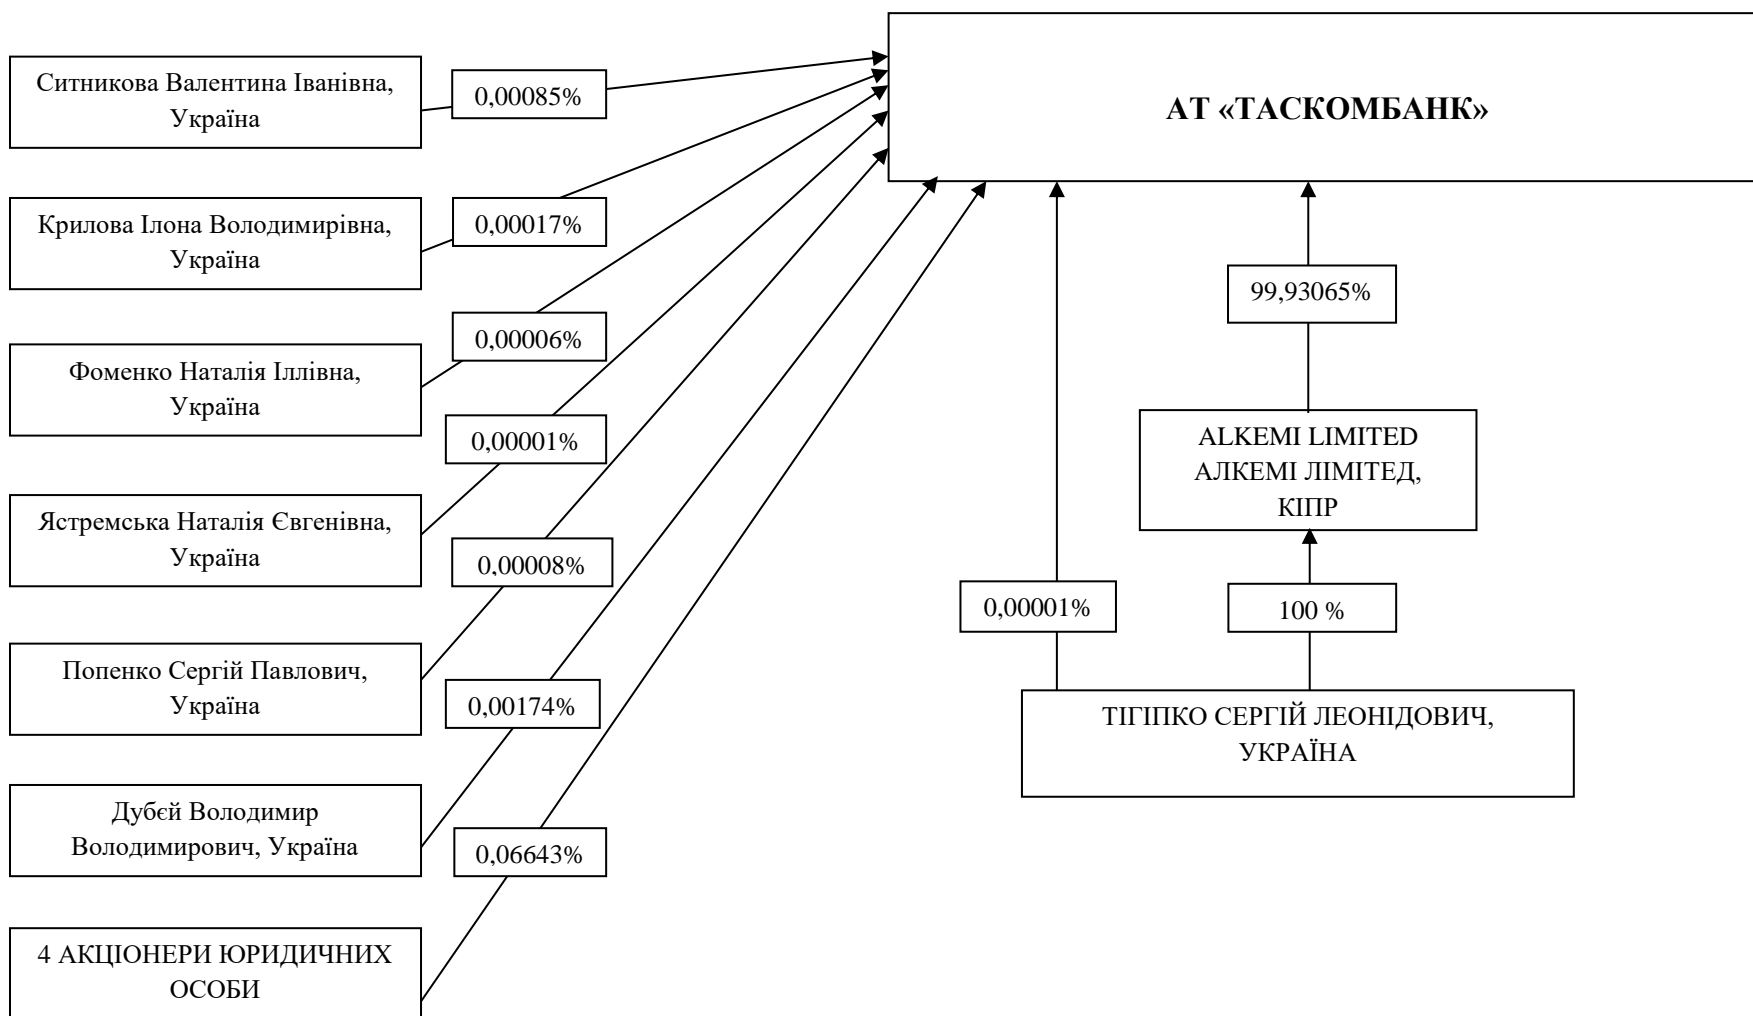 АТ «ТАСКОМБАНК»
Ситникова Валентина Іванівна,
Україна
0,00085%
Крилова Ілона Володимирівна,
Україна
0,00017%
99,93065%
Фоменко Наталія Іллівна,
Україна
0,00006%
ALKEMI LIMITED
АЛКЕМІ ЛІМІТЕД,
КІПР
0,00001%
Ястремська Наталія Євгенівна,
Україна
0,00008%
0,00001%
100 %
Попенко Сергій Павлович,
Україна
0,00174%
ТІГІПКО СЕРГІЙ ЛЕОНІДОВИЧ,
УКРАЇНА
Дубєй Володимир
Володимирович, Україна
0,06643%
4 АКЦІОНЕРИ ЮРИДИЧНИХ
ОСОБИ